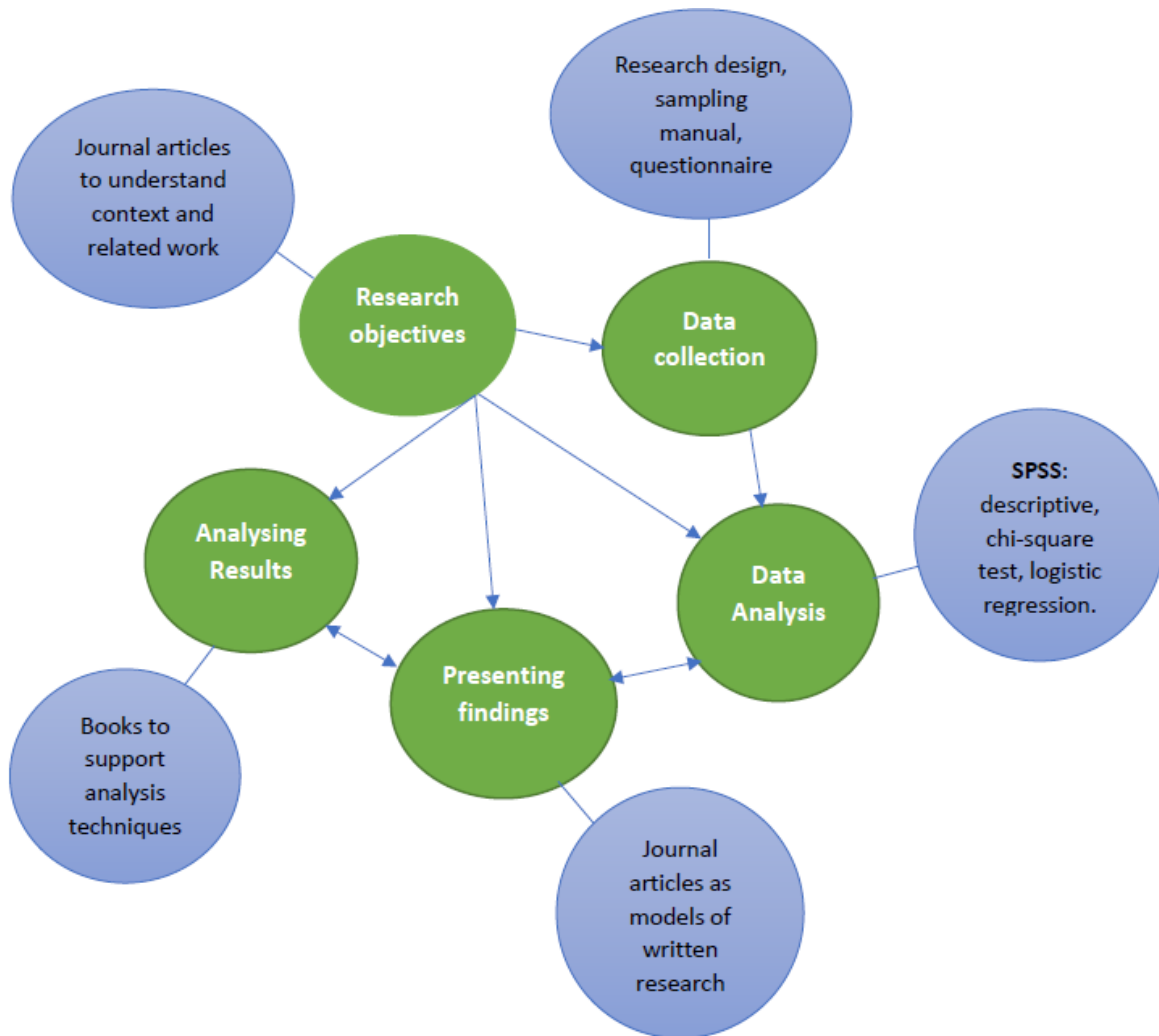 Research design,
sampling
manual,
questionnaire
Journal articles
to understand
context and
related work
Research
objectives
Data
collection
SPSS:
descriptive,
chi-square
test, logistic
regression.
Analysing
Results
Data
Analysis
Presenting
findings
Books to
support
analysis
techniques
Journal
articles as
models of
written
research